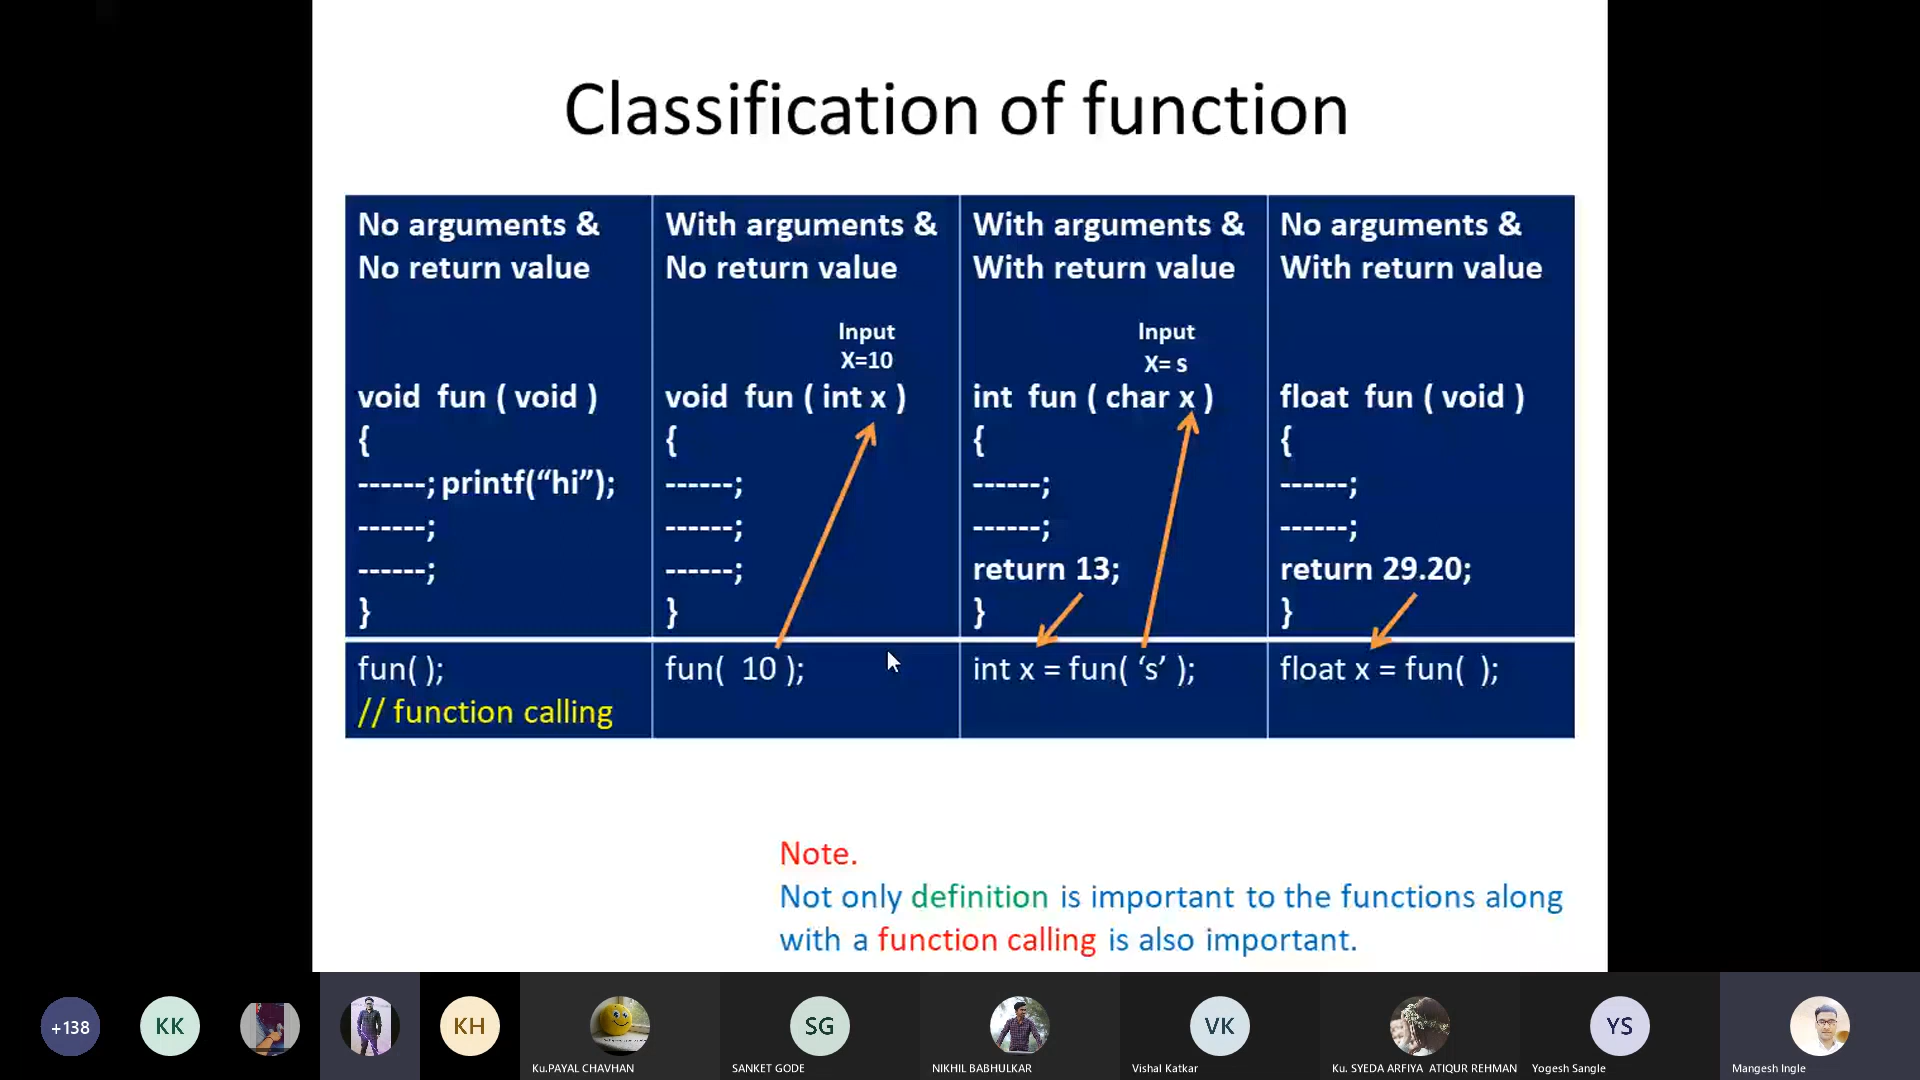 Classification of function
No arguments &
No return value
void fun ( void )
{
------; printf(“hi”);
------;
------;
}
fun( );
// function calling
With arguments &
No return value
Input
X=10
void fun ( int x )
{
------;
------;
------;
}
fun( 10 );
With arguments &
With return value
Input
X= s
int fun ( char x )
{
------;
------;
return 13;
}
int x = fun( ‘s’ );
No arguments &
With return value
float fun ( void )
{
------;
------;
return 29.20;
}
float x = fun( );
Note.
Not only definition is important to the functions along
with a function calling is also important.
+138
KK
KH
Ku.PAYAL CHAVHAN
SG
SANKET GODE
NIKHIL BABHULKAR
VK
Vishal Katkar
Ku. SYEDA ARFIYA ATIQUR REHMAN
YS
Yogesh Sangle
Mangesh Ingle